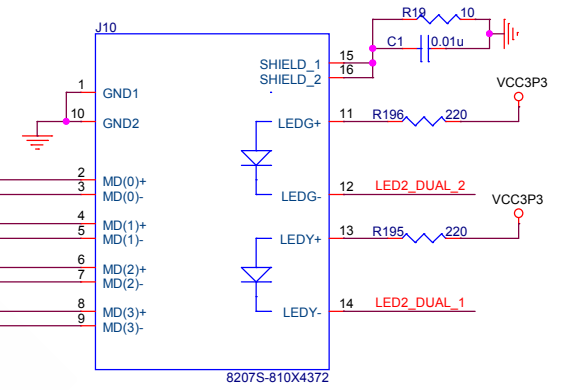 R19 10
J10
C1 0.01u
15
SHIELD_1
16
SHIELD_2
1
GND1
VCC3P3
10
GND2
11
LEDG+
R196 220
2
MD(0)+
3
MD(0)-
12
LEDG-
LED2_DUAL_2
VCC3P3
4
MD(1)+
5
MD(1)-
13
LEDY+
R195 220
6
MD(2)+
7
MD(2)-
8
MD(3)+
9
MD(3)-
14
LEDY-
LED2_DUAL_1
8207S-810X4372